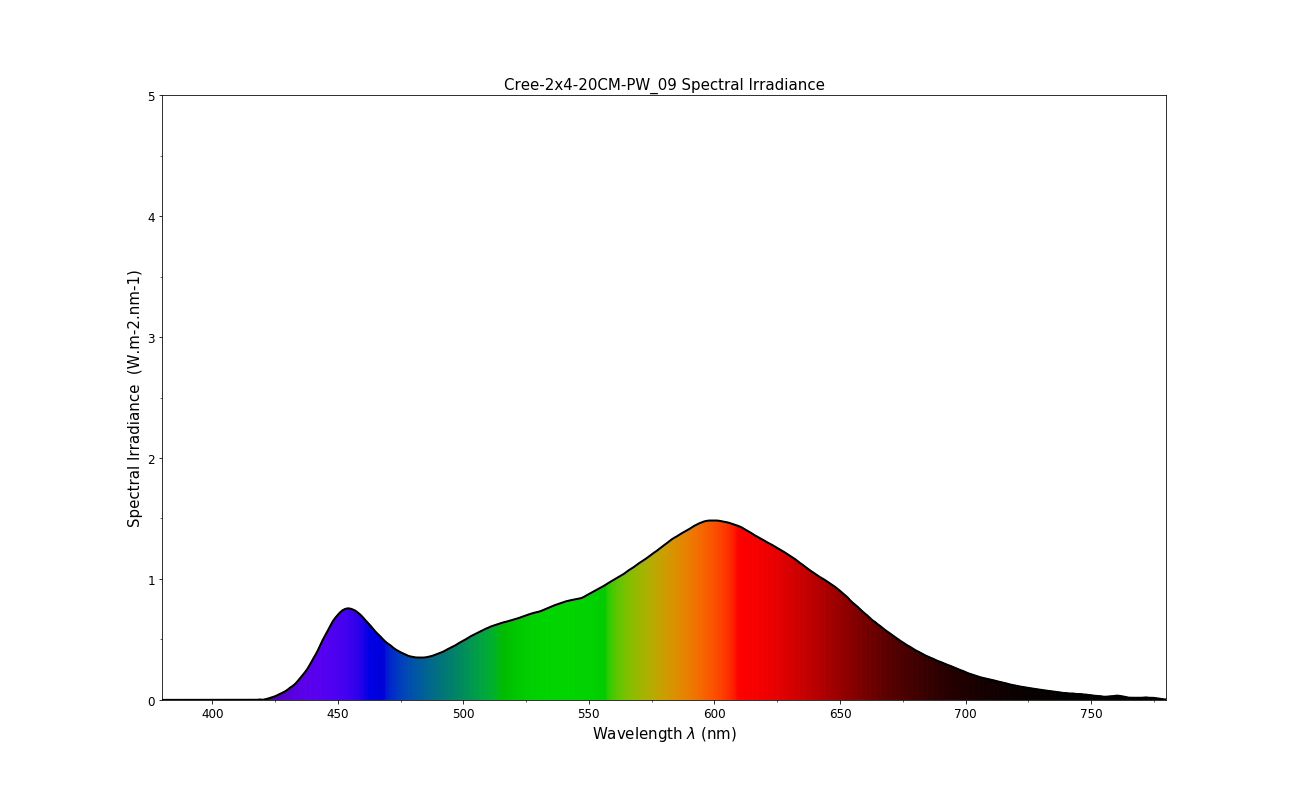 Cree-2x4-20CM-PW_09 Spectral Irradiance
5
4
3
2
1
0
Spectral Irradiance (W.m-2.nm-1)
400 450 500 550 600 650 700 750
Wavelength λ (nm)